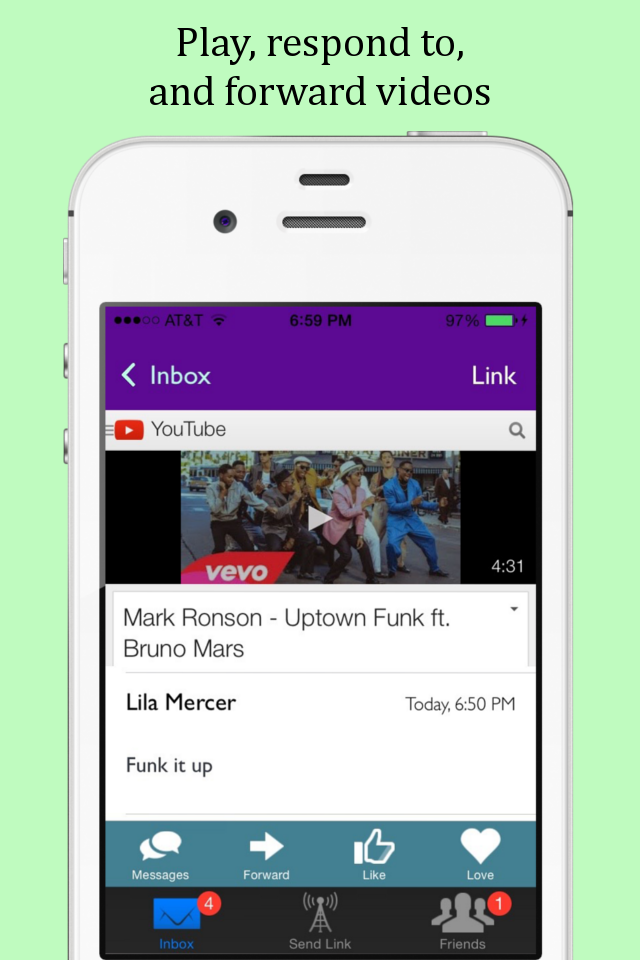 Play, respond to,
and forward videos
AT&T 6:59 PM 97%
Inbox Link
YouTube
vevo 4:31
Mark Ronson - Uptown Funk ft.
Bruno Mars
Lila Mercer Today, 6:50 PM
Funk it up
Messages Forward Like Love
4 1
Inbox Send Link Friends